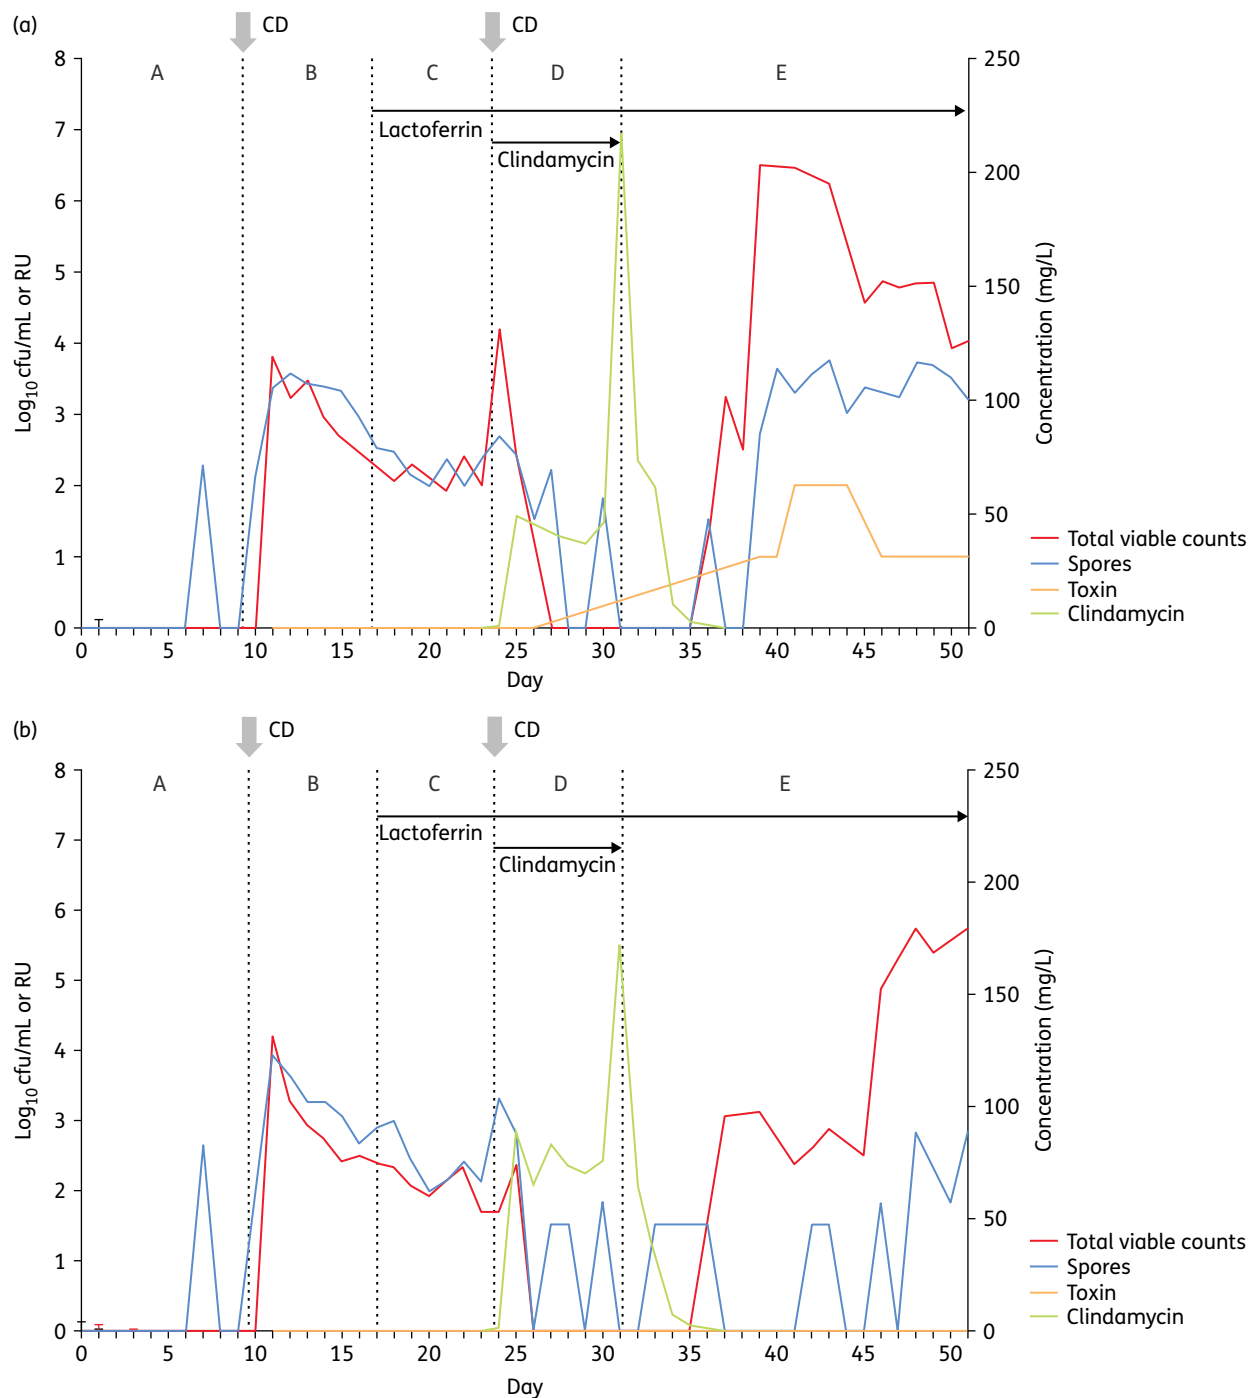 (a)
CD CD
8 250
A B C D E
Lactoferrin
Clindamycin
7
200
6
5 150
4
100
3
2
50
1
0 0
0 5 10 15 20 25 30 35 40 45 50
Day
Log10 cfu/mL or RU
Concentration (mg/L)
Total viable counts
Spores
Toxin
Clindamycin
(b)
CD CD
8 250
A B C D E
Lactoferrin
Clindamycin
7
200
6
5 150
4
100
3
2
50
1
0 0
0 5 10 15 20 25 30 35 40 45 50
Day
Log10 cfu/mL or RU
Concentration (mg/L)
Total viable counts
Spores
Toxin
Clindamycin